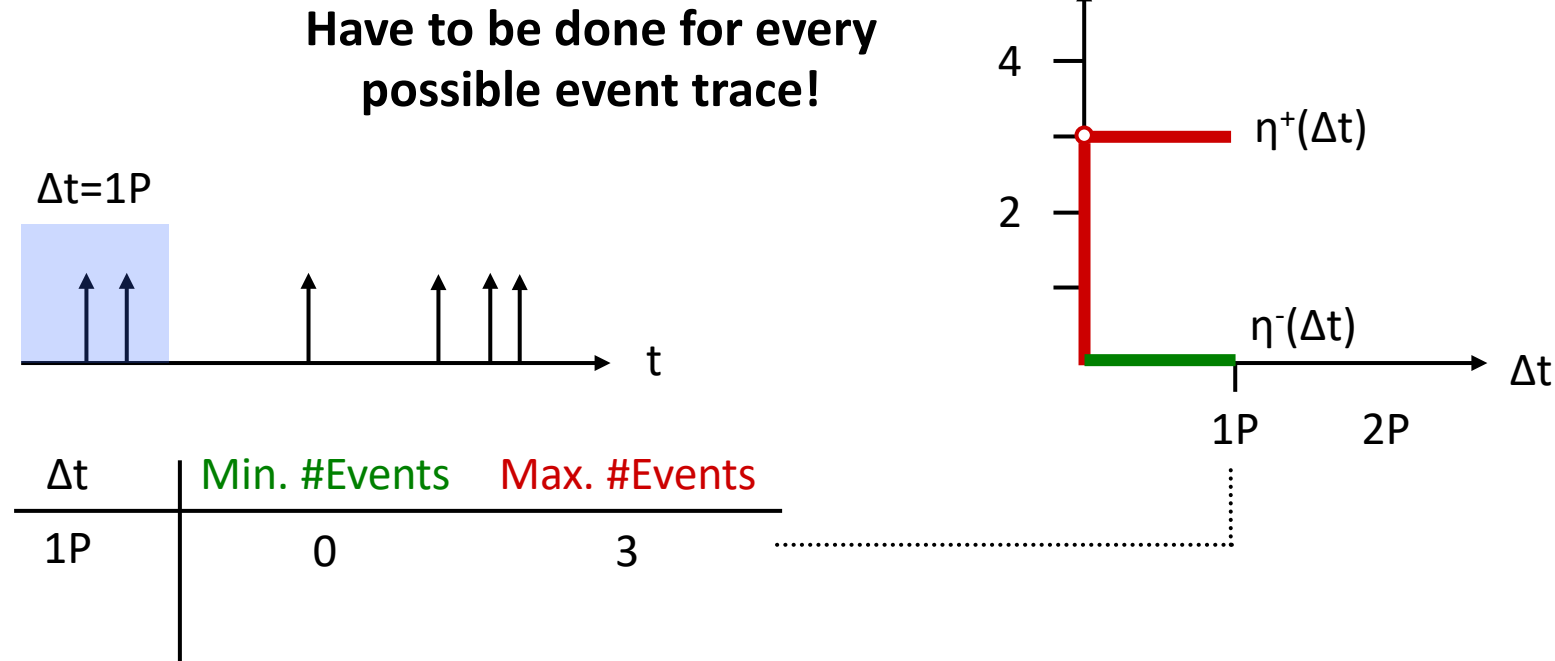 Have to be done for every
possible event trace!
Δt=1P
t
Δt Min. #Events Max. #Events
1P 0 3
4
2
η⁺(Δt)
η⁻(Δt)
Δt
1P 2P